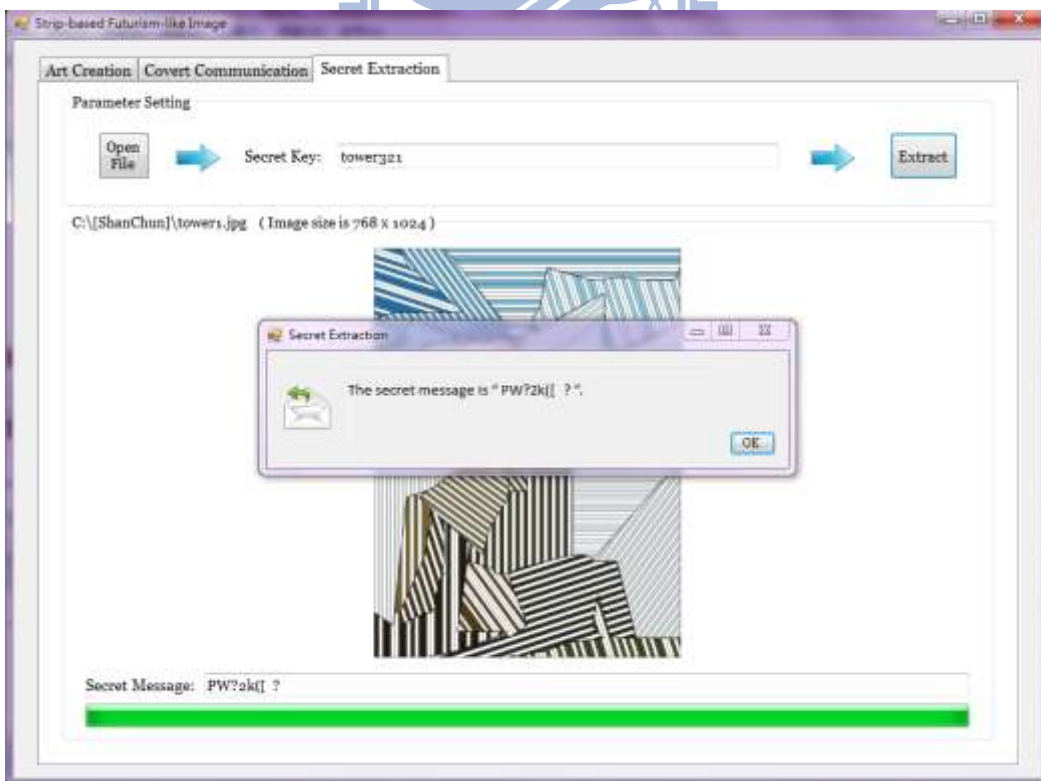 Strip-based Futurism-like Image
Art Creation Covert Communication Secret Extraction
Parameter Setting
Open File
Secret Key: tower321
Extract
C:\[ShanChun]\tower1.jpg ( Image size is 768 x 1024 )
Secret Extraction
The secret message is " PW?2k([ ? ".
OK
Secret Message: PW?2k([ ?